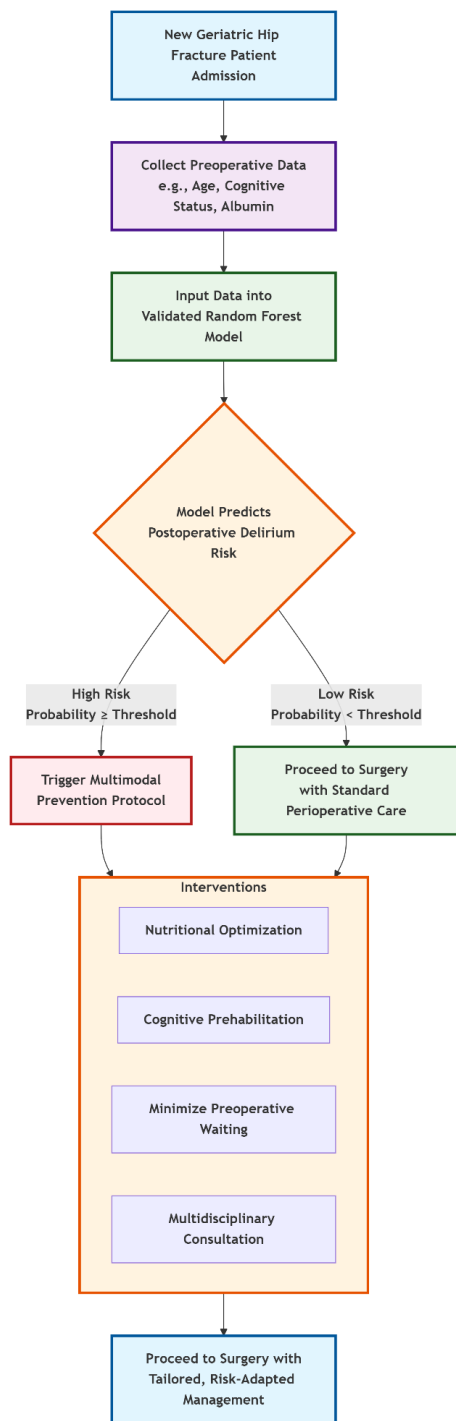 New Geriatric Hip
Fracture Patient
Admission
Collect Preoperative Data
e.g., Age, Cognitive
Status, Albumin
Input Data into
Validated Random Forest
Model
Model Predicts
Postoperative Delirium
Risk
High Risk
Probability ≥ Threshold
Low Risk
Probability < Threshold
Trigger Multimodal
Prevention Protocol
Proceed to Surgery
with Standard
Perioperative Care
Interventions
Nutritional Optimization
Cognitive Prehabilitation
Minimize Preoperative
Waiting
Multidisciplinary
Consultation
Proceed to Surgery with
Tailored, Risk-Adapted
Management